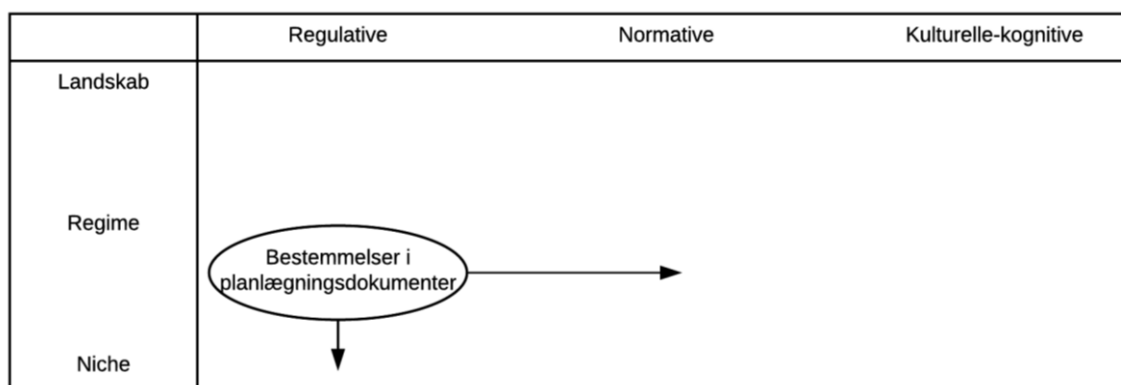 Regulative Normative Kulturelle-kognitive
Landskab
Regime
Bestemmelser i
planlægningsdokumenter
Niche